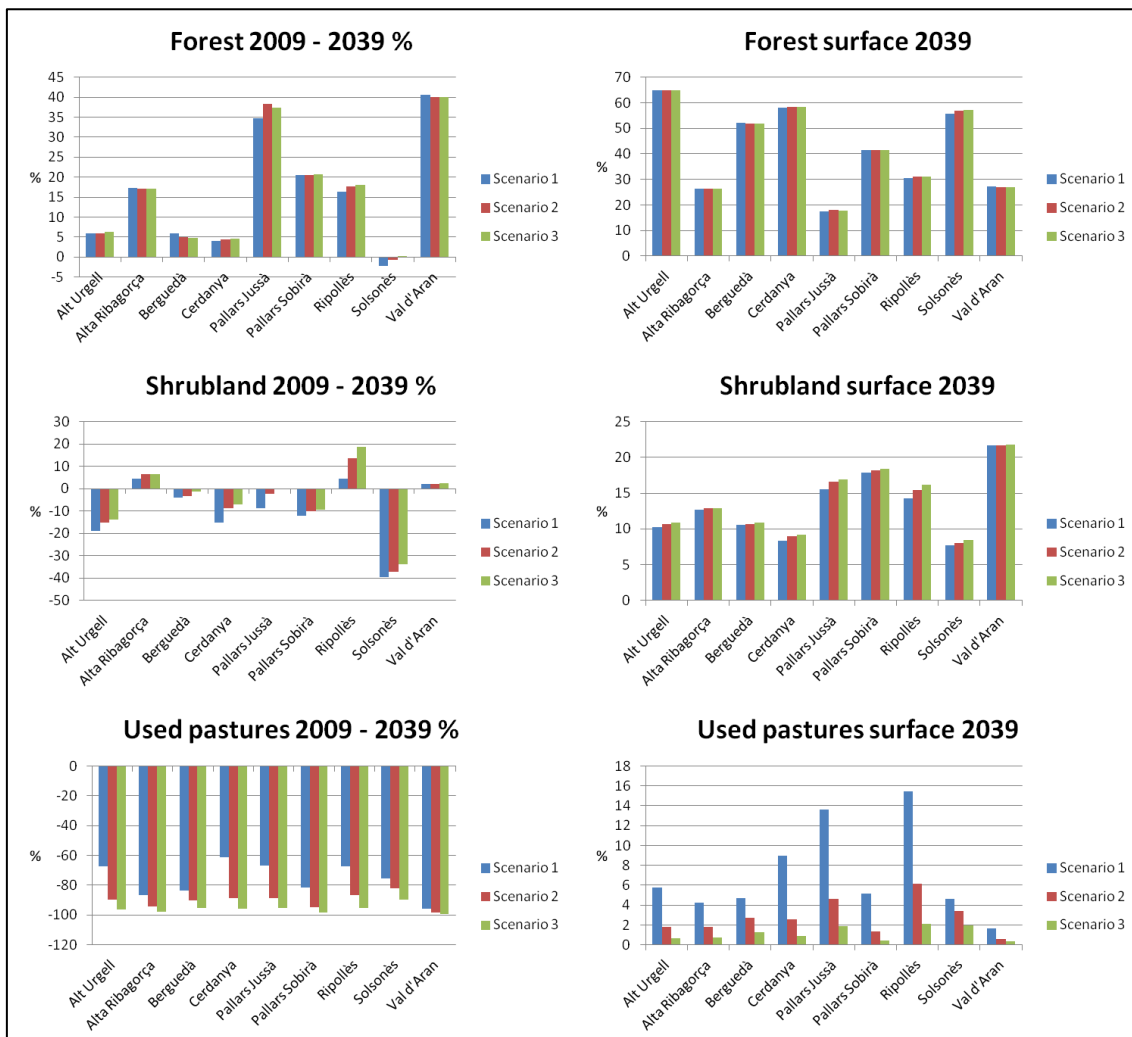 Forest 2009 - 2039 %
45
40
35
30
25
20
15
10
5
0
-5
%
Alt Urgell
Alta Ribagorça
Berguedà
Cerdanya
Pallars Jussà
Pallars Sobirà
Ripollès
Solsonès
Val d'Aran
Scenario 1
Scenario 2
Scenario 3
Forest surface 2039
70
60
50
40
30
20
10
0
%
Alt Urgell
Alta Ribagorça
Berguedà
Cerdanya
Pallars Jussà
Pallars Sobirà
Ripollès
Solsonès
Val d'Aran
Scenario 1
Scenario 2
Scenario 3
Shrubland 2009 - 2039 %
30
20
10
0
-10
-20
-30
-40
-50
%
Alt Urgell
Alta Ribagorça
Berguedà
Cerdanya
Pallars Jussà
Pallars Sobirà
Ripollès
Solsonès
Val d'Aran
Scenario 1
Scenario 2
Scenario 3
Shrubland surface 2039
25
20
15
10
5
0
%
Alt Urgell
Alta Ribagorça
Berguedà
Cerdanya
Pallars Jussà
Pallars Sobirà
Ripollès
Solsonès
Val d'Aran
Scenario 1
Scenario 2
Scenario 3
Used pastures 2009 - 2039 %
0
-20
-40
-60
-80
-100
-120
%
Alt Urgell
Alta Ribagorça
Berguedà
Cerdanya
Pallars Jussà
Pallars Sobirà
Ripollès
Solsonès
Val d'Aran
Scenario 1
Scenario 2
Scenario 3
Used pastures surface 2039
18
16
14
12
10
8
6
4
2
0
%
Alt Urgell
Alta Ribagorça
Berguedà
Cerdanya
Pallars Jussà
Pallars Sobirà
Ripollès
Solsonès
Val d'Aran
Scenario 1
Scenario 2
Scenario 3